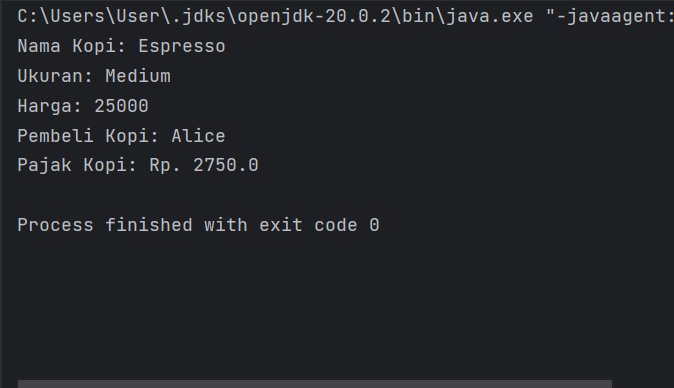 C:\Users\User\.jdks\openjdk-20.0.2\bin\java.exe "-javaagent:
Nama Kopi: Espresso
Ukuran: Medium
Harga: 25000
Pembeli Kopi: Alice
Pajak Kopi: Rp. 2750.0
Process finished with exit code 0